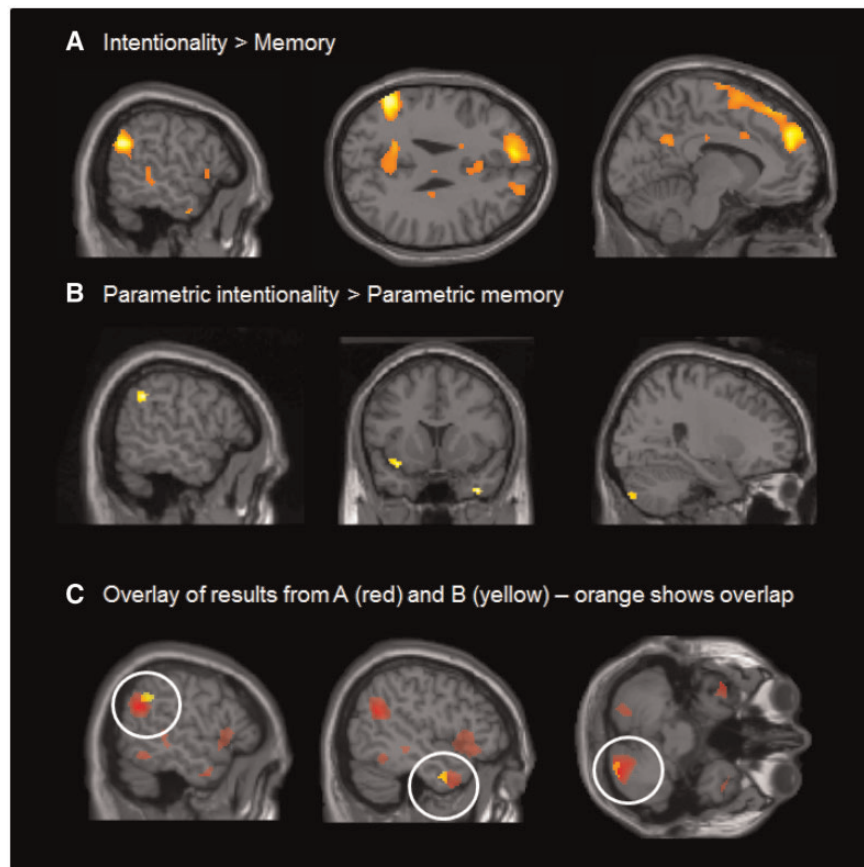 A Intentionality > Memory
B Parametric intentionality > Parametric memory
C Overlay of results from A (red) and B (yellow) – orange shows overlap